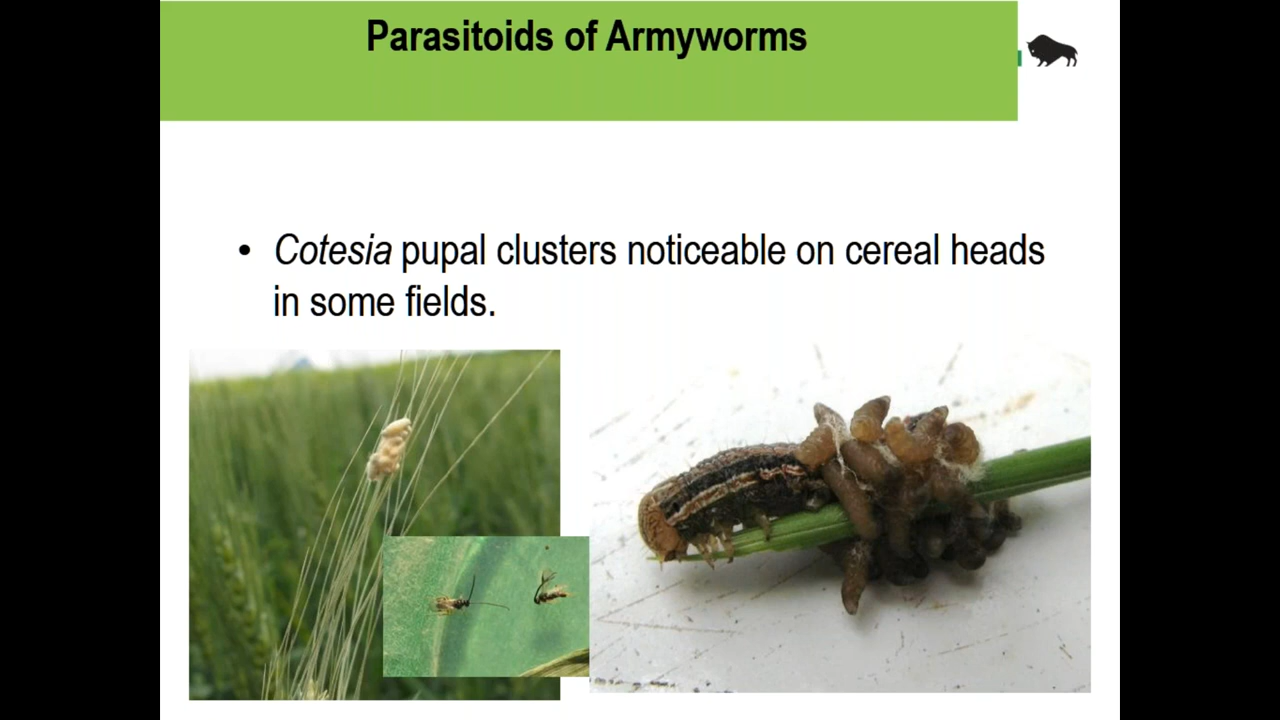 Parasitoids of Armyworms
• Cotesia pupal clusters noticeable on cereal heads
in some fields.